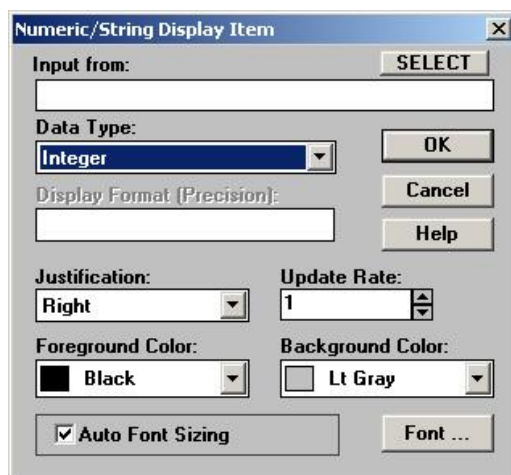 Numeric/String Display Item
Input from:
SELECT
Data Type:
Integer
OK
Display Format (Precision):
Cancel
Help
Justification:
Update Rate:
Right
1
Foreground Color:
Background Color:
Black
Lt Gray
Auto Font Sizing
Font ...